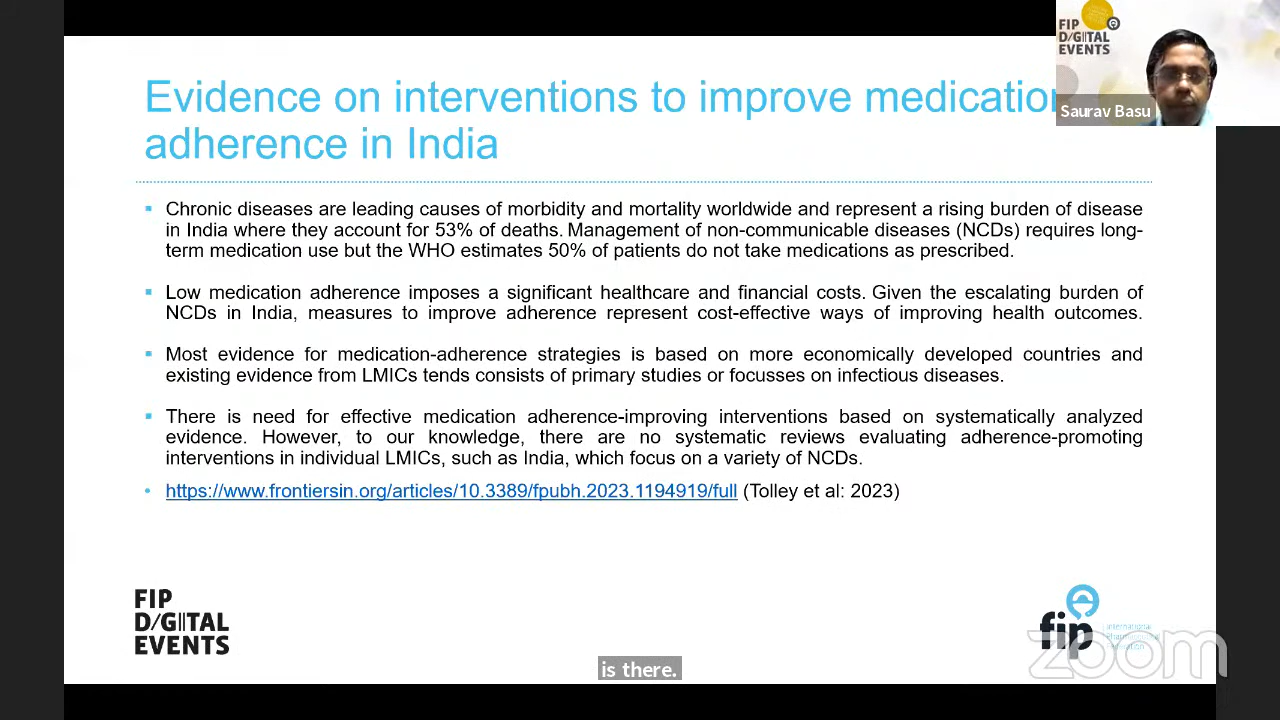 FIP
D/GITAL
EVENTS
Saurav Basu
Evidence on interventions to improve medication
adherence in India
▪ Chronic diseases are leading causes of morbidity and mortality worldwide and represent a rising burden of disease
in India where they account for 53% of deaths. Management of non-communicable diseases (NCDs) requires long-
term medication use but the WHO estimates 50% of patients do not take medications as prescribed.
▪ Low medication adherence imposes a significant healthcare and financial costs. Given the escalating burden of
NCDs in India, measures to improve adherence represent cost-effective ways of improving health outcomes.
▪ Most evidence for medication-adherence strategies is based on more economically developed countries and
existing evidence from LMICs tends consists of primary studies or focusses on infectious diseases.
▪ There is need for effective medication adherence-improving interventions based on systematically analyzed
evidence. However, to our knowledge, there are no systematic reviews evaluating adherence-promoting
interventions in individual LMICs, such as India, which focus on a variety of NCDs.
• https://www.frontiersin.org/articles/10.3389/fpubh.2023.1194919/full (Tolley et al: 2023)
FIP
D/GITAL
EVENTS
fip
International
Pharmaceutical
Federation
zoom
is there.